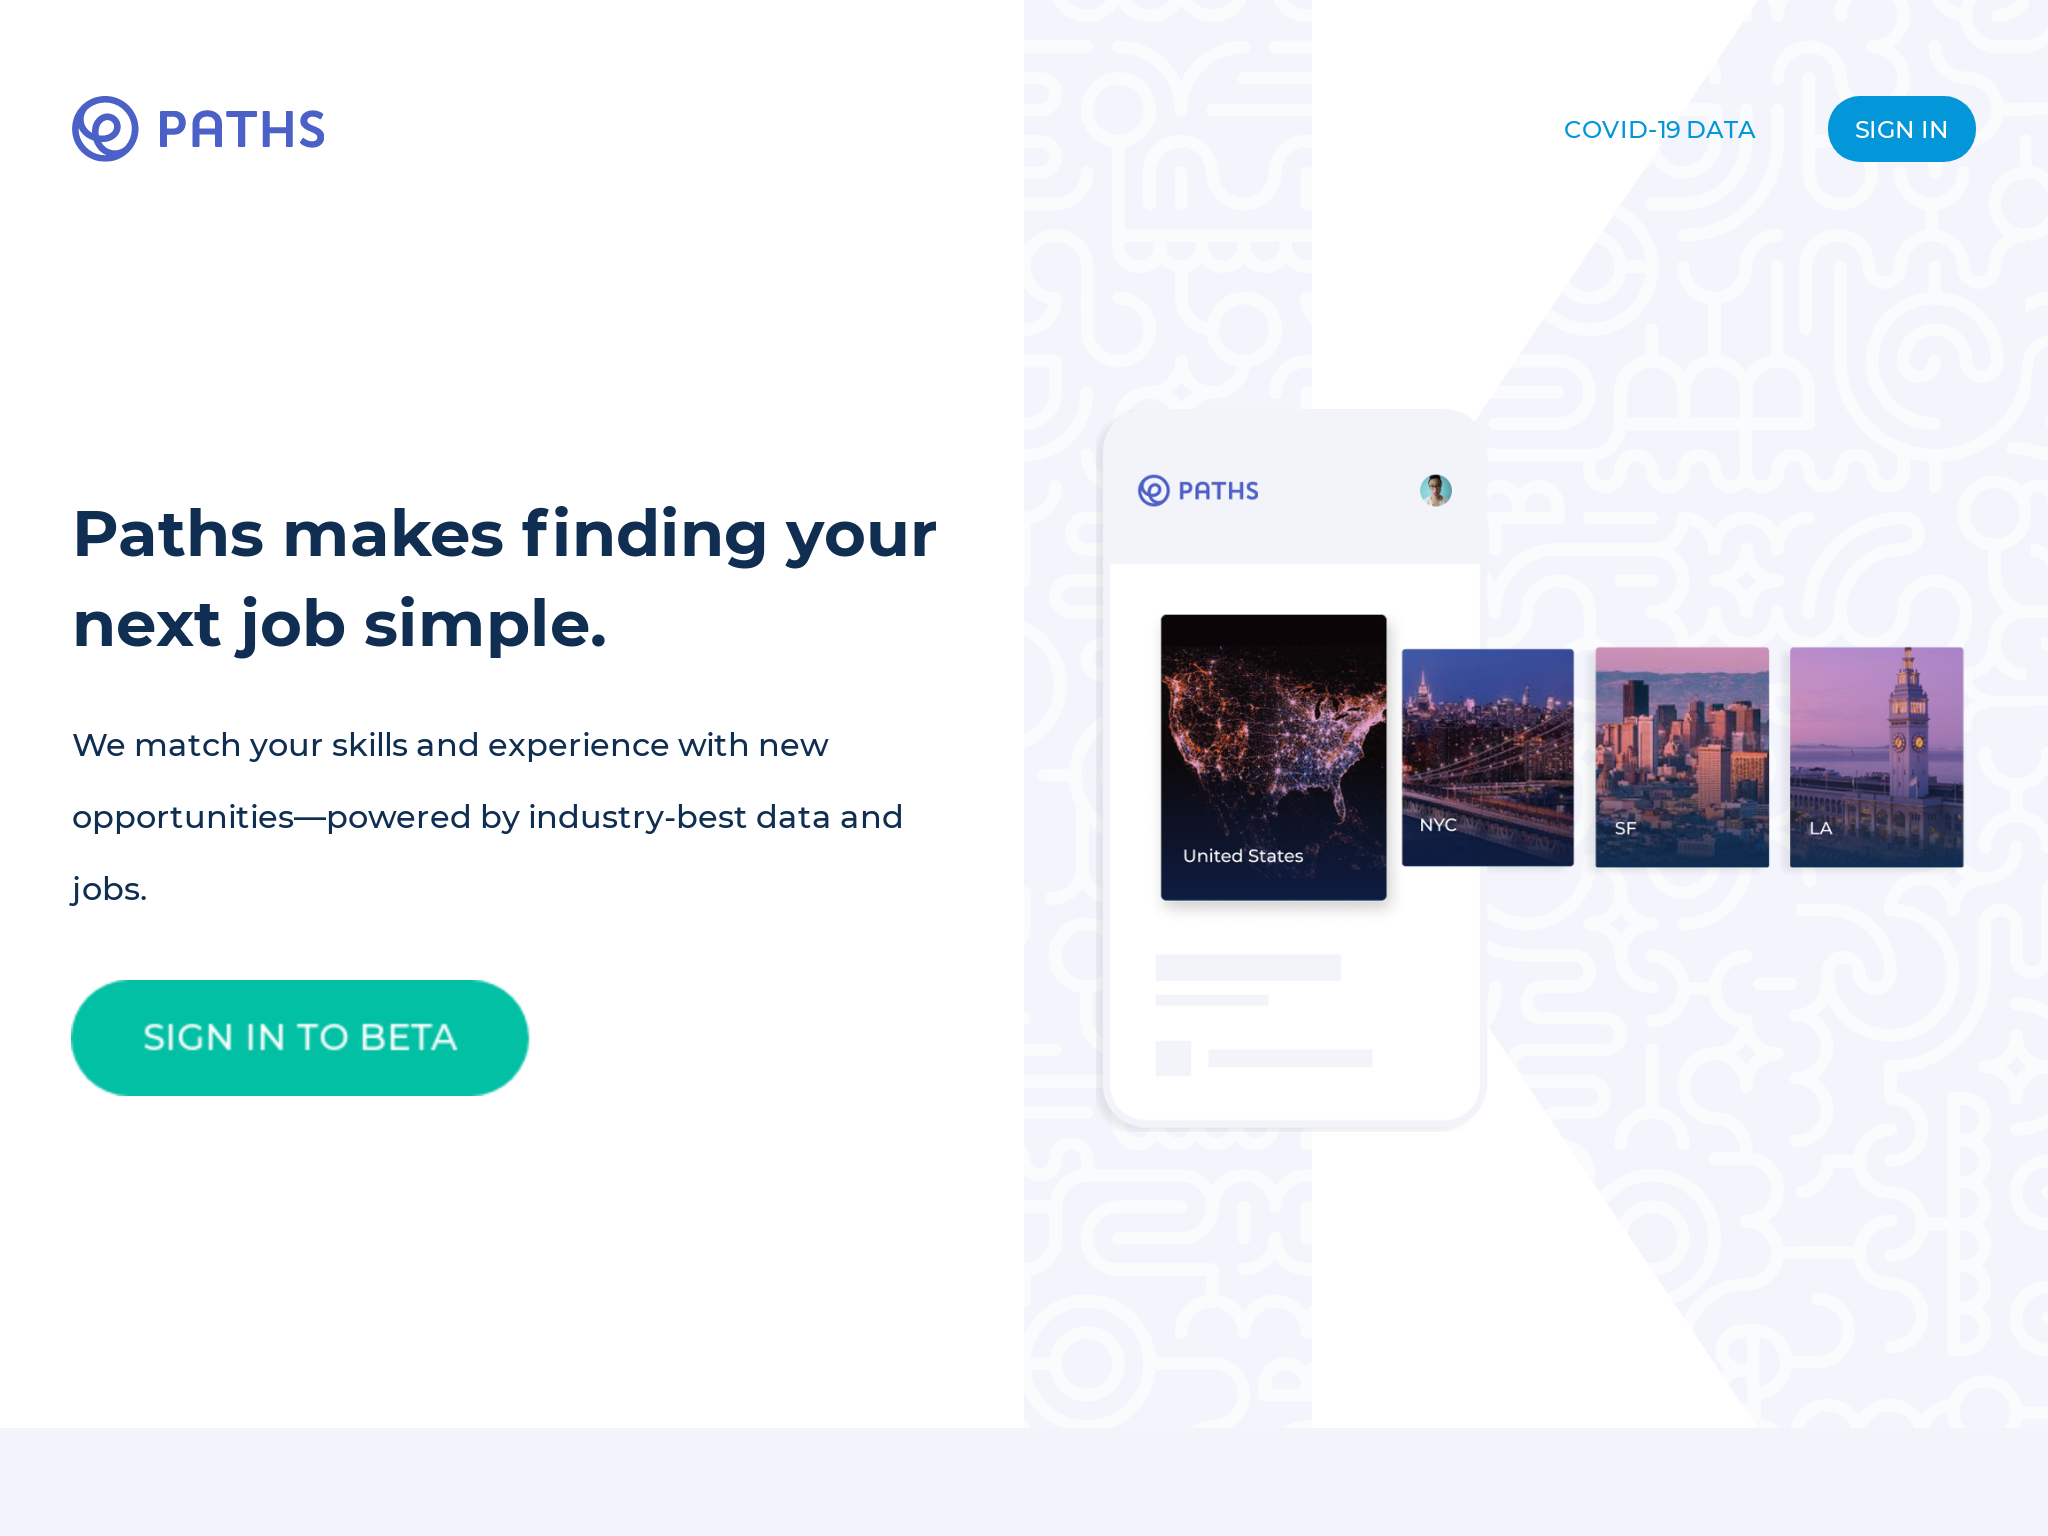 PATHS
COVID-19 DATA
SIGN IN
Paths makes finding your
next job simple.
We match your skills and experience with new
opportunities—powered by industry-best data and
jobs.
SIGN IN TO BETA
PATHS
United States
NYC
SF
LA